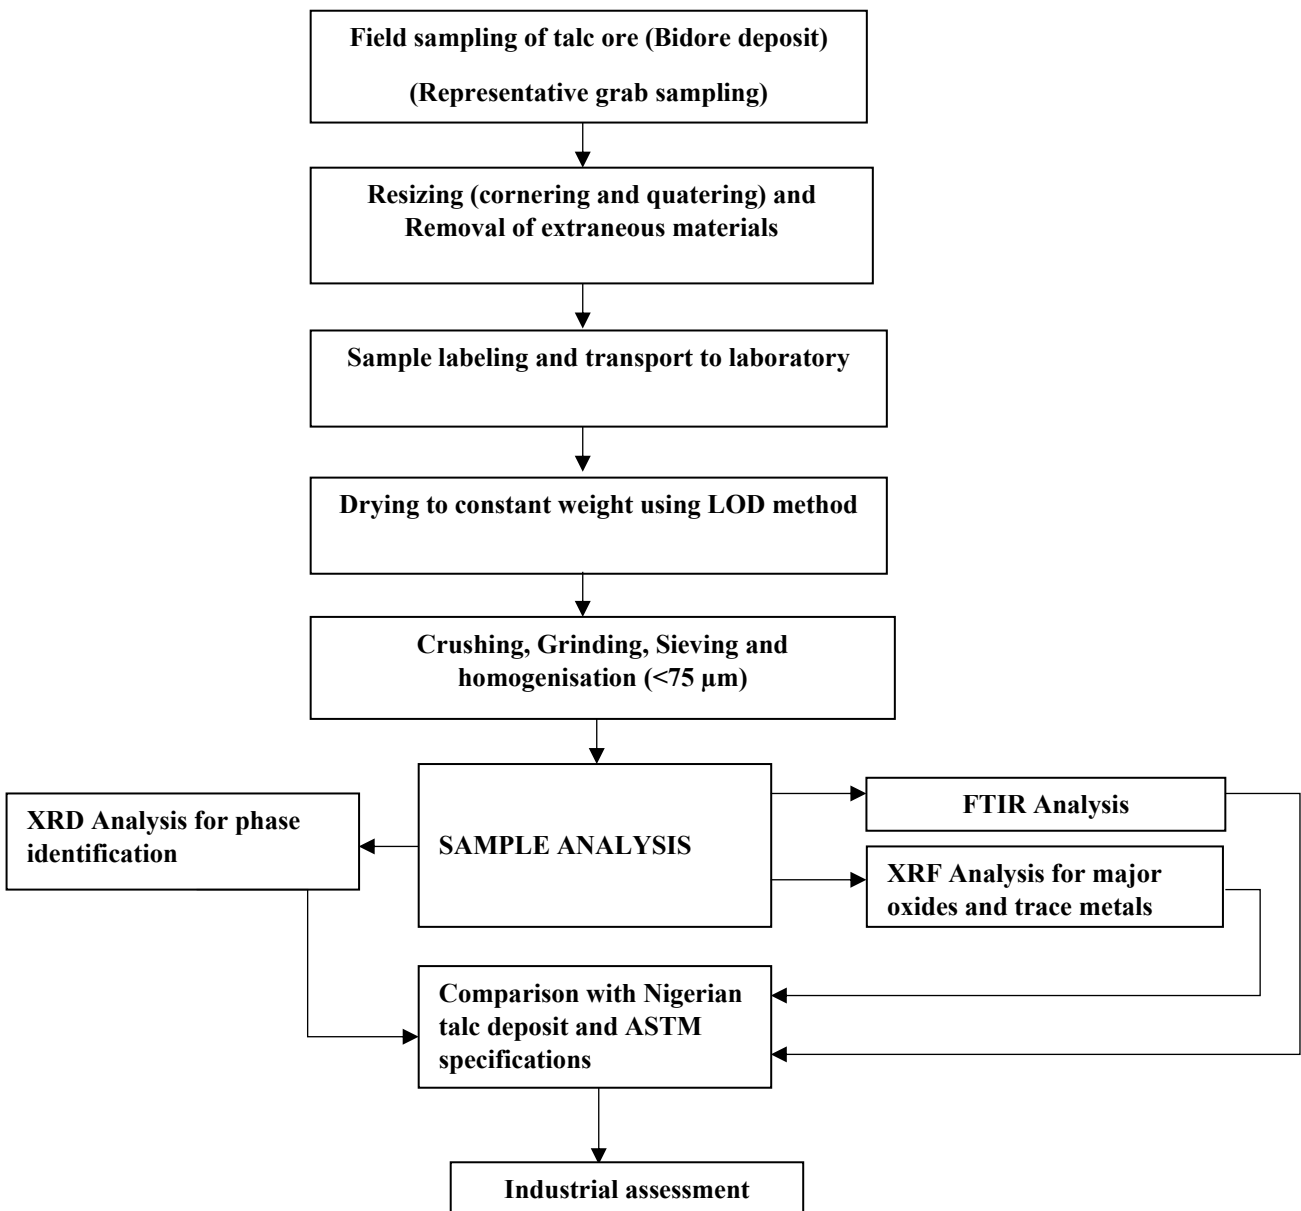 Field sampling of talc ore (Bidore deposit)
(Representative grab sampling)
Resizing (cornering and quatering) and
Removal of extraneous materials
Sample labeling and transport to laboratory
Drying to constant weight using LOD method
Crushing, Grinding, Sieving and
homogenisation (<75 µm)
XRD Analysis for phase
identification
SAMPLE ANALYSIS
FTIR Analysis
XRF Analysis for major
oxides and trace metals
Comparison with Nigerian
talc deposit and ASTM
specifications
Industrial assessment